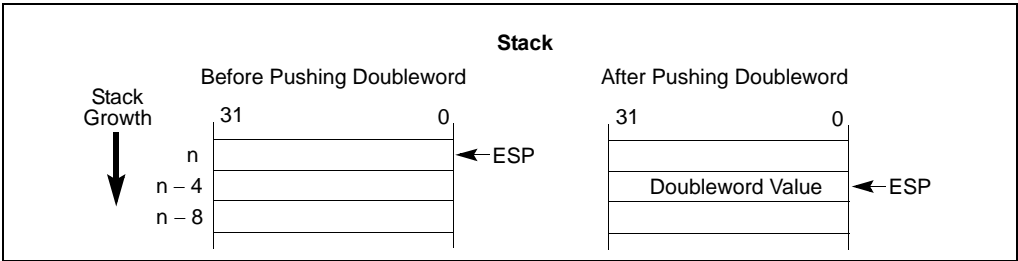 Stack
Before Pushing Doubleword
After Pushing Doubleword
Stack
Growth
31 0
31 0
n
ESP
n – 4
Doubleword Value
ESP
n – 8